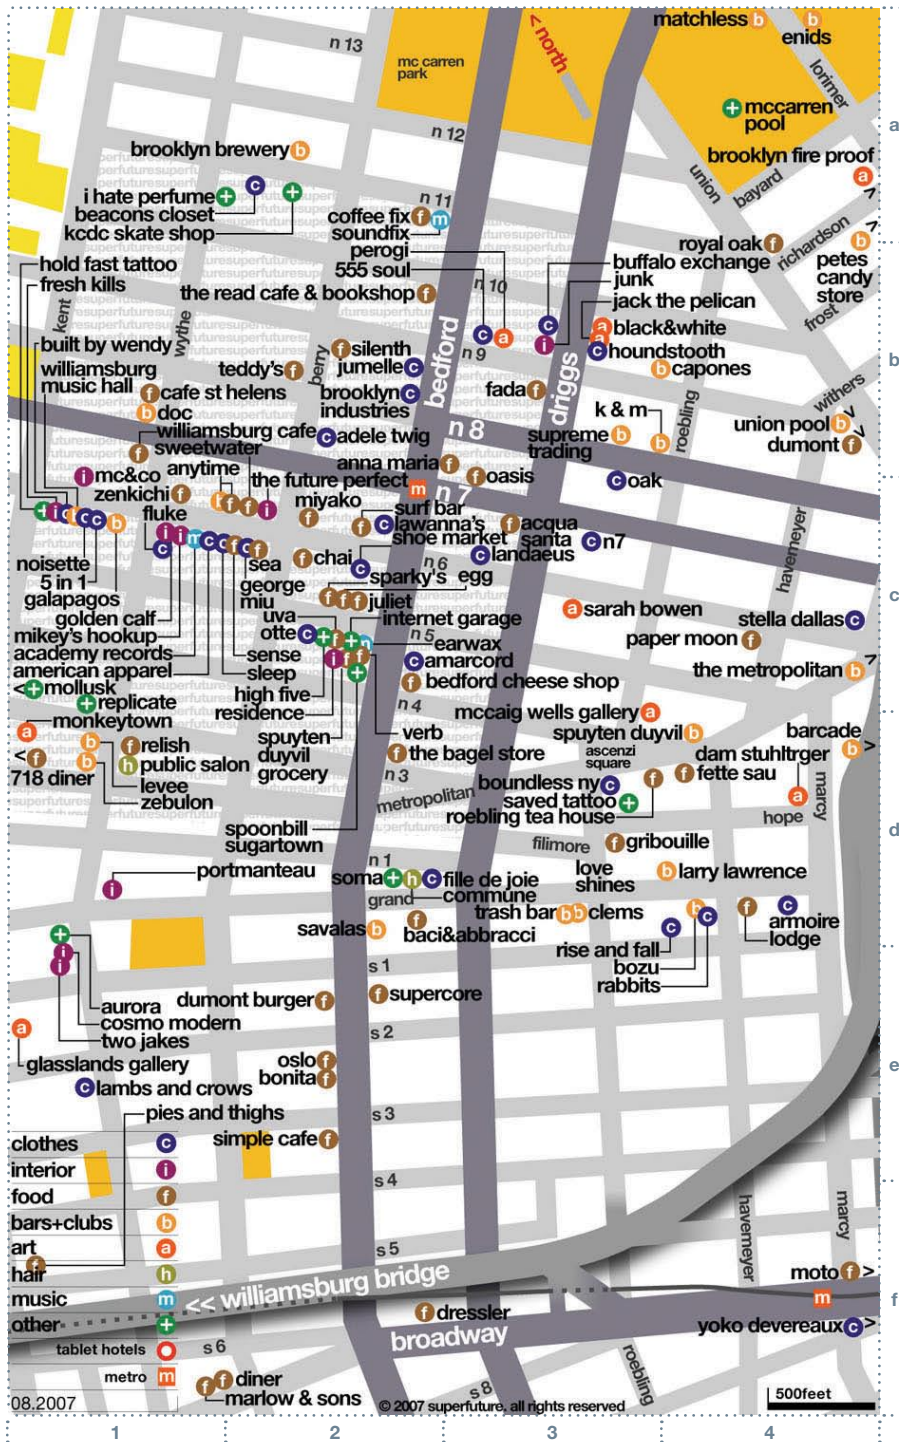 matchless b
b
enids
n 13
< north
mc carren
park
lorimer
+ mccarren
pool
a
n 12
brooklyn brewery b
brooklyn fire proof
a
union
bayard
>
i hate perfume +
c
+
beacons closet
kcdc skate shop
n 11
coffee fix f m
soundfix
perogi
555 soul
royal oak f
richardson
b
>
petes
candy
store
frost
buffalo exchange
junk
jack the pelican
hold fast tattoo
fresh kills
the read cafe & bookshop f
n 10
kent
wythe
c
a
c
i
a
black&white
a
c houndstooth
built by wendy
f silenth
jumelle c
n 9
bedford
driggs
b
williamsburg
music hall
teddy's f
berry
b capones
f cafe st helens
b doc
brooklyn
industries
c
fada f
withers
k & m
roebling
union pool b >
dumont f >
williamsburg cafe
f
sweetwater
c adele twig
n 8
supreme
trading
b
b
anytime
anna maria f
f oasis
c oak
i mc&co
the future perfect
m n 7
zenkichi f
b f f i
miyako
f
surf bar
f c lawanna's
shoe market
f acqua
santa
c n7
fluke
havemeyer
c landaeus
noisette
5 in 1
galapagos
sea
f chai
c
n 6
sparky's
egg
golden calf
mikey's hookup
academy records
american apparel
george
miu
f f f juliet
internet garage
a sarah bowen
stella dallas c
c
uva
otte c
n 5
earwax
paper moon f
sense
sleep
c amarcord
the metropolitan b
>
< + mollusk
+ replicate
high five
residence
f bedford cheese shop
n 4
mccaig wells gallery a
monkeytown
a
spuyten
duyvil
grocery
verb
spuyten duyvil b
barcade
b >
ascenzi
square
dam stuhltrger
b
f relish
f the bagel store
f fette sau
<
f
718 diner
b
h public salon
levee
zebulon
n 3
metropolitan
boundless ny c
f
saved tattoo +
roebling tea house
a
hope
marcy
spoonbill
sugartown
filimore
f gribouille
d
n 1
portmanteau
i
soma + h c fille de joie
commune
grand
love
shines
b larry lawrence
trash bar b b clems
b
c
f
c
armoire
lodge
savalas b
f
baci&abbracci
rise and fall c
bozu
rabbits
+
i
i
s 1
aurora
cosmo modern
two jakes
dumont burger f
f supercore
a
glasslands gallery
s 2
oslo f
bonita f
e
c lambs and crows
pies and thighs
s 3
simple cafe f
clothes c
interior i
food f
bars+clubs b
art a
f
hair h
music m
other +
tablet hotels
metro m
s 4
s 5
havemeyer
marcy
<< williamsburg bridge
moto f >
m
f
f dressler
broadway
yoko devereaux c >
s 6
roebling
f f diner
marlow & sons
s 8
08.2007
© 2007 superfuture. all rights reserved
500feet
1 2 3 4